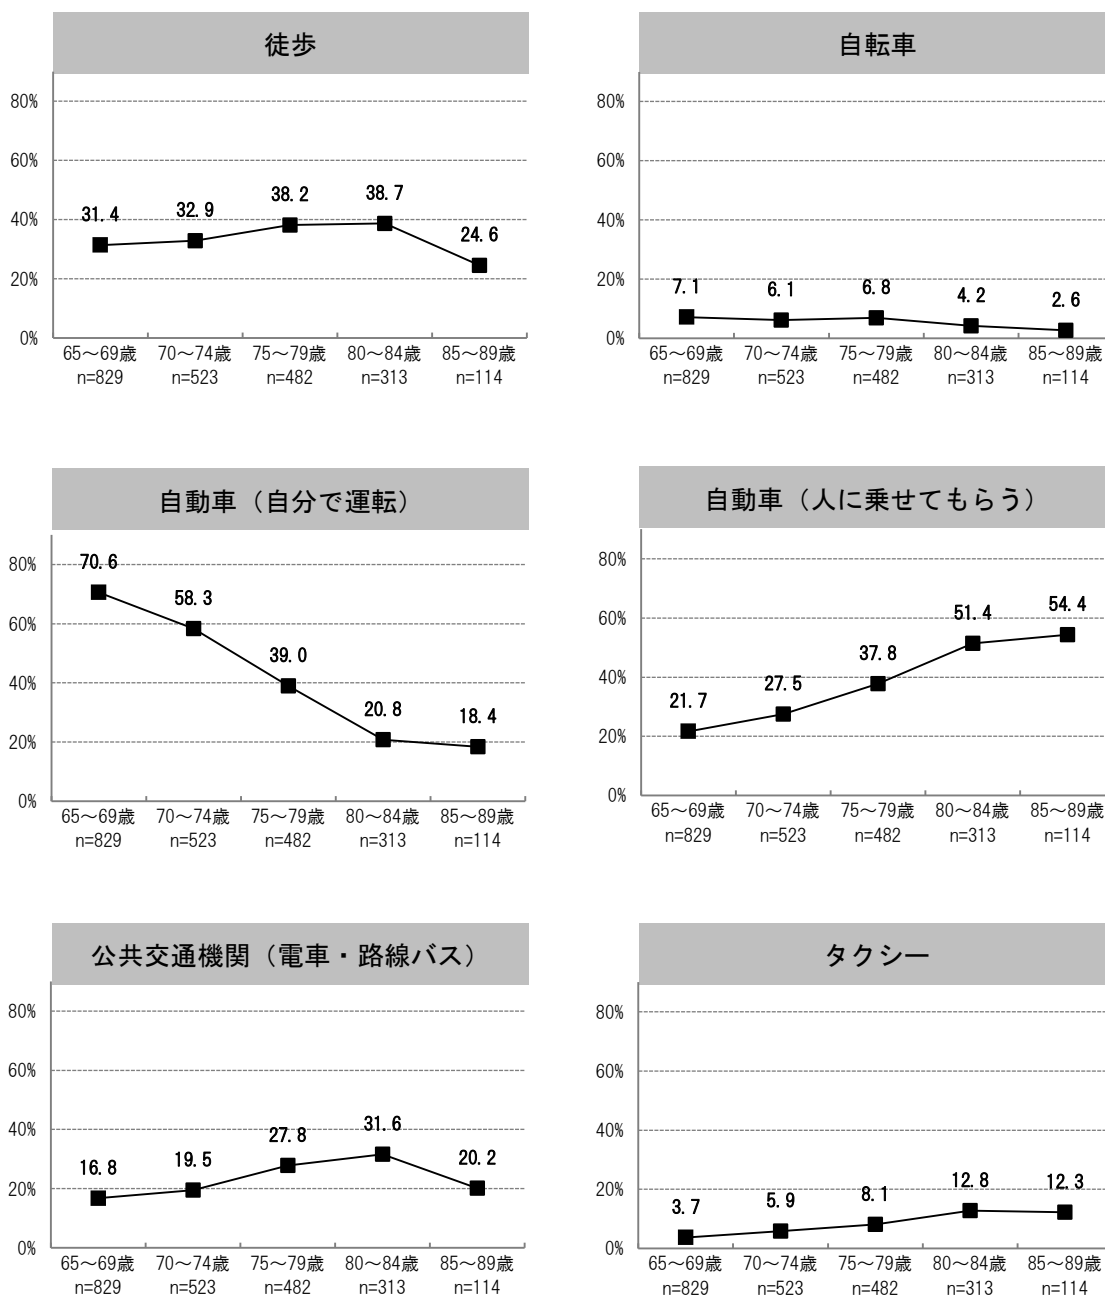 徒歩
80%
60%
40%
20%
0%
31.4 32.9 38.2 38.7 24.6
65～69歳 70～74歳 75～79歳 80～84歳 85～89歳
n=829 n=523 n=482 n=313 n=114
自転車
80%
60%
40%
20%
0%
7.1 6.1 6.8 4.2 2.6
65～69歳 70～74歳 75～79歳 80～84歳 85～89歳
n=829 n=523 n=482 n=313 n=114
自動車（自分で運転）
80%
60%
40%
20%
0%
70.6 58.3 39.0 20.8 18.4
65～69歳 70～74歳 75～79歳 80～84歳 85～89歳
n=829 n=523 n=482 n=313 n=114
自動車（人に乗せてもらう）
80%
60%
40%
20%
0%
21.7 27.5 37.8 51.4 54.4
65～69歳 70～74歳 75～79歳 80～84歳 85～89歳
n=829 n=523 n=482 n=313 n=114
公共交通機関（電車・路線バス）
80%
60%
40%
20%
0%
16.8 19.5 27.8 31.6 20.2
65～69歳 70～74歳 75～79歳 80～84歳 85～89歳
n=829 n=523 n=482 n=313 n=114
タクシー
80%
60%
40%
20%
0%
3.7 5.9 8.1 12.8 12.3
65～69歳 70～74歳 75～79歳 80～84歳 85～89歳
n=829 n=523 n=482 n=313 n=114